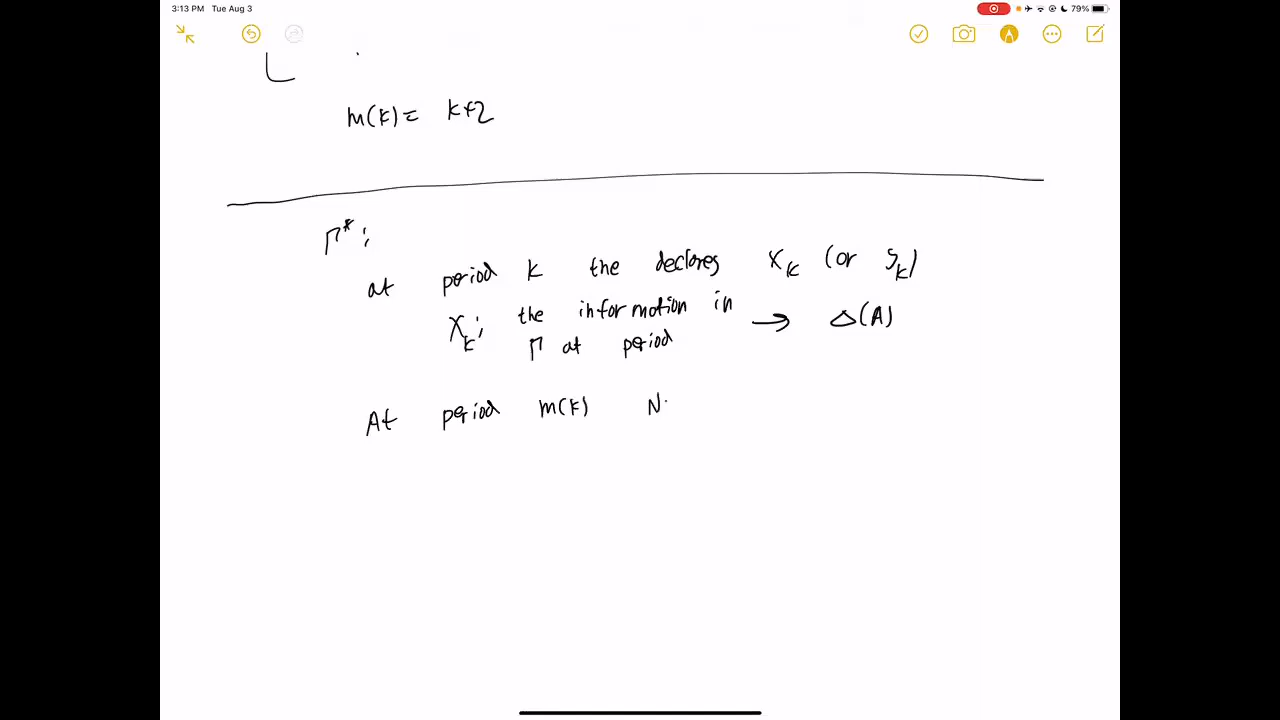 3:13 PM Tue Aug 3
79%
m(k)= k+2
Γ*:
at period k the declares x_k (or s_k)
x_k: the information in → Δ(A)
Γ at period
At period m(k) N